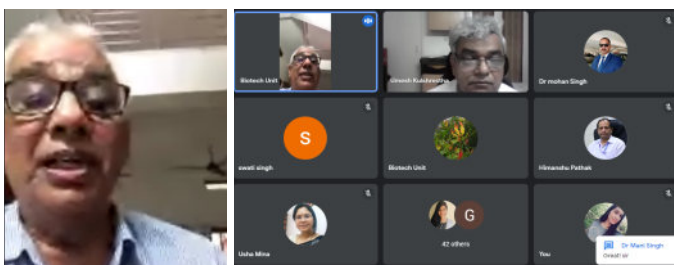 Biotech Unit
Umesh Kulshrestha
Dr mohan Singh
S
swati singh
Biotech Unit
Himanshu Pathak
Usha Mina
G
42 others
You
Dr Mani Singh
Great! sir